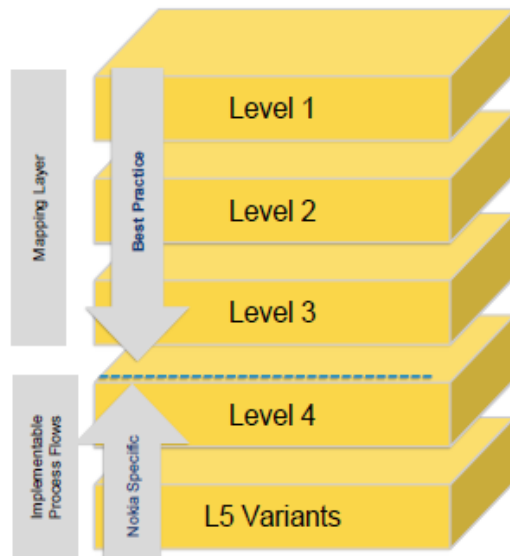 Level 1
Level 2
Level 3
Level 4
L5 Variants
Mapping Layer
Best Practice
Implementable
Process Flows
Nokia Specific